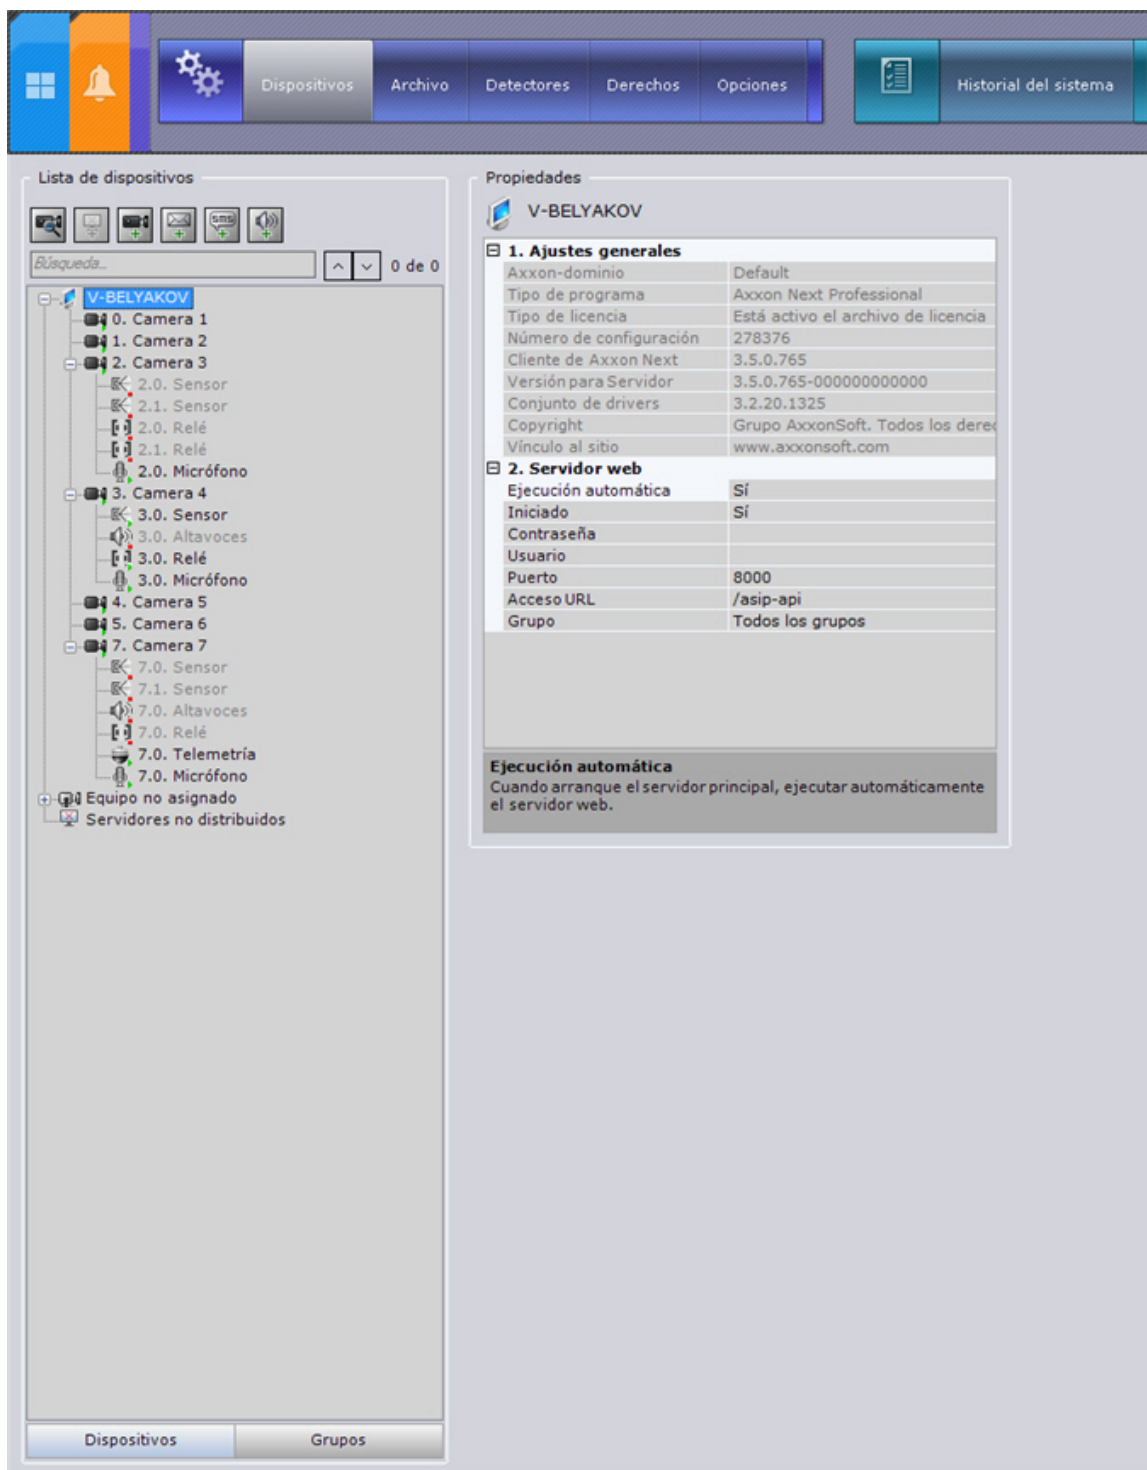 Dispositivos Archivo Detectores Derechos Opciones Historial del sistema
Lista de dispositivos
SMS
Búsqueda...
0 de 0
V-BELYAKOV
0. Camera 1
1. Camera 2
2. Camera 3
2.0. Sensor
2.1. Sensor
2.0. Relé
2.1. Relé
2.0. Micrófono
3. Camera 4
3.0. Sensor
3.0. Altavoces
3.0. Relé
3.0. Micrófono
4. Camera 5
5. Camera 6
7. Camera 7
7.0. Sensor
7.1. Sensor
7.0. Altavoces
7.0. Relé
7.0. Telemetría
7.0. Micrófono
Equipo no asignado
Servidores no distribuidos
Dispositivos Grupos
Propiedades
V-BELYAKOV
1. Ajustes generales
Axxon-dominio Default
Tipo de programa Axxon Next Professional
Tipo de licencia Está activo el archivo de licencia
Número de configuración 278376
Cliente de Axxon Next 3.5.0.765
Versión para Servidor 3.5.0.765-000000000000
Conjunto de drivers 3.2.20.1325
Copyright Grupo AxxonSoft. Todos los derec
Vínculo al sitio www.axxonsoft.com
2. Servidor web
Ejecución automática Sí
Iniciado Sí
Contraseña
Usuario
Puerto 8000
Acceso URL /asip-api
Grupo Todos los grupos
Ejecución automática
Cuando arranque el servidor principal, ejecutar automáticamente
el servidor web.